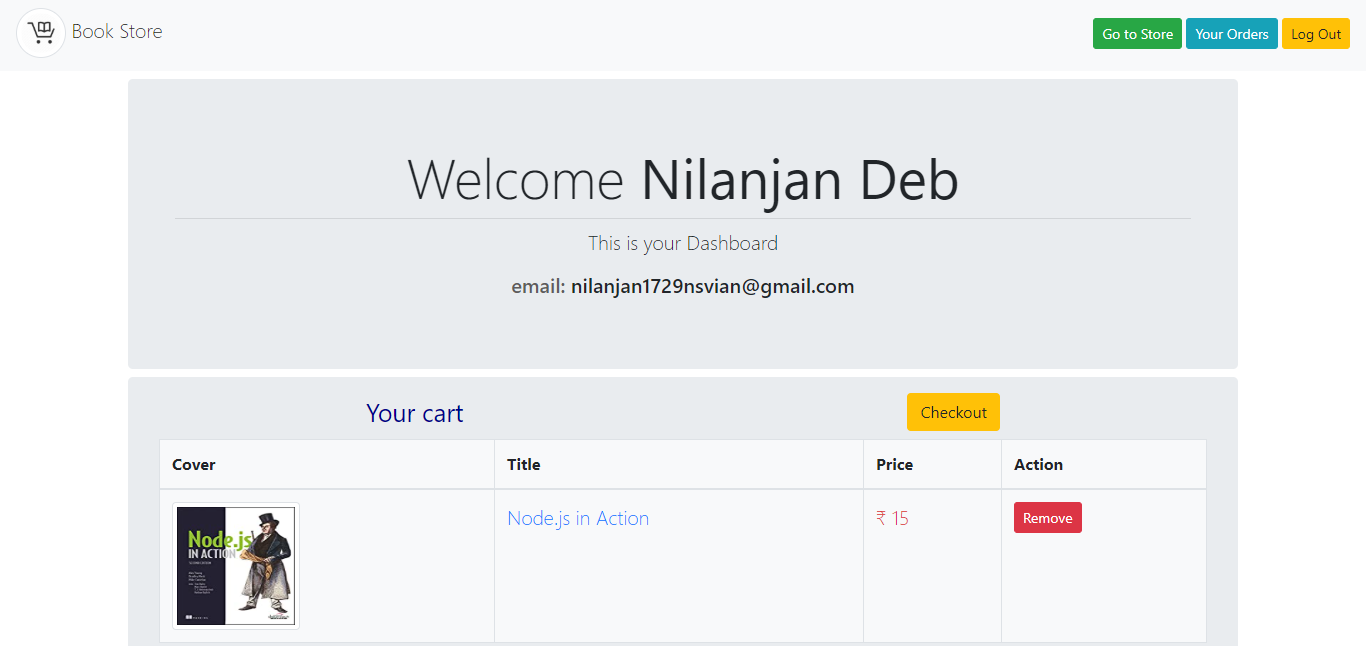 Book Store
Go to Store
Your Orders
Log Out
Welcome Nilanjan Deb
This is your Dashboard
email: nilanjan1729nsvian@gmail.com
Your cart
Checkout
Cover Title Price Action
Node.js in Action ₹ 15 Remove
Node.js
IN ACTION